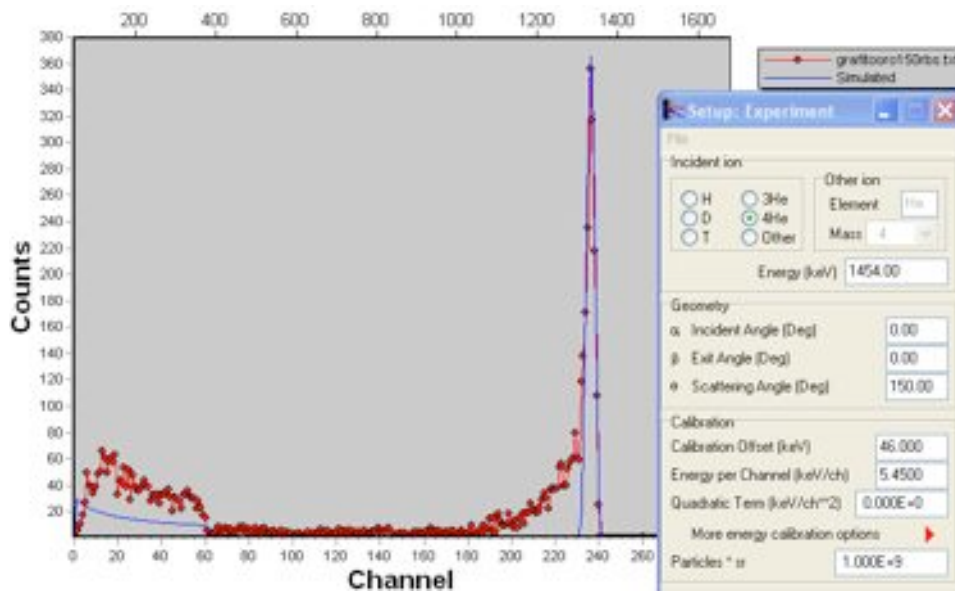 200 400 600 800 1000 1200 1400 1600
380
360
340
320
300
280
260
240
220
200
180
160
140
120
100
80
60
40
20
Counts
0 20 40 60 80 100 120 140 160 180 200 220 240 260
Channel
grafitooro150rbs.tx
Simulated
Setup: Experiment
File
Incident ion
H 3He
D 4He
T Other
Other ion
Element He
Mass 4
Energy (keV) 1454.00
Geometry
α Incident Angle (Deg) 0.00
β Exit Angle (Deg) 0.00
θ Scattering Angle (Deg) 150.00
Calibration
Calibration Offset (keV) 46.000
Energy per Channel (keV/ch) 5.4500
Quadratic Term (keV/ch^2) 0.000E+0
More energy calibration options
Particles * sr 1.000E+9